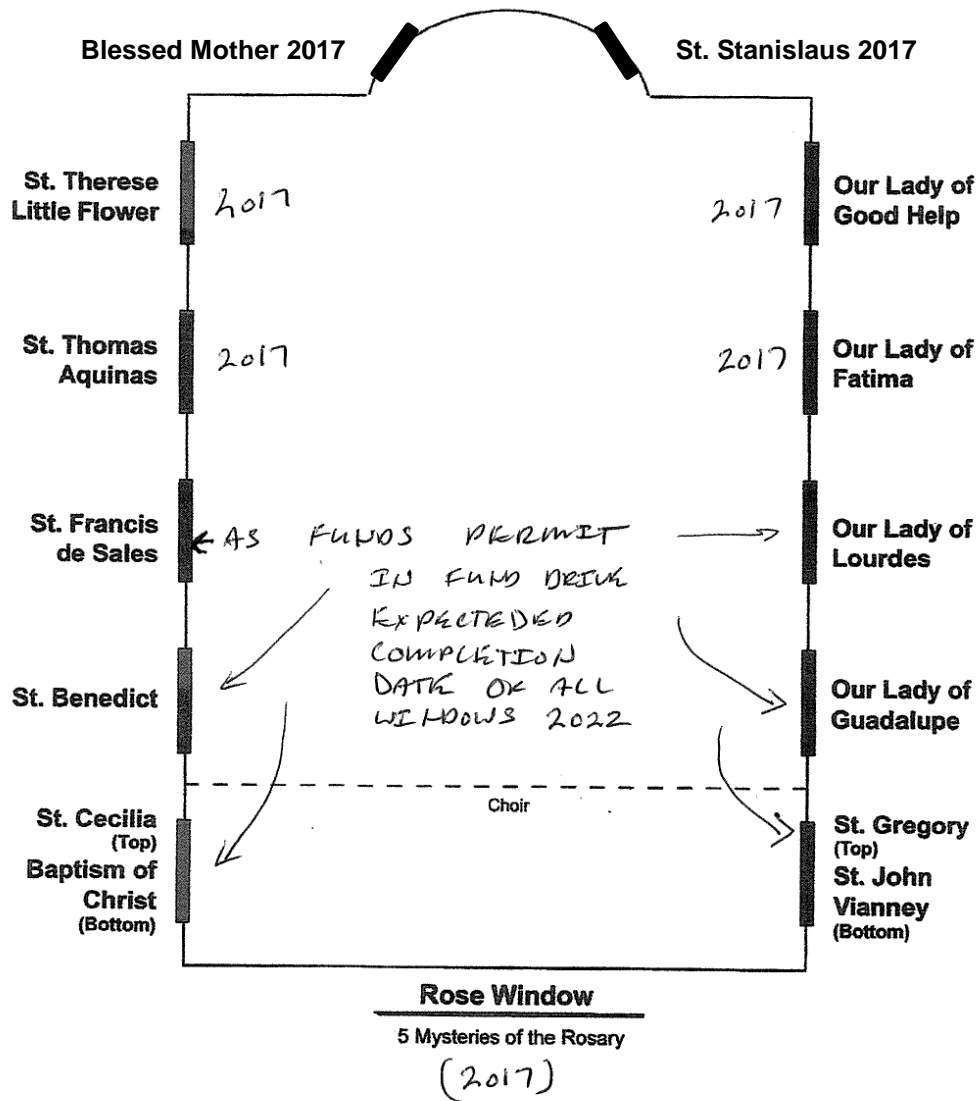 Blessed Mother 2017
St. Stanislaus 2017
St. Therese
Little Flower
2017
2017
Our Lady of
Good Help
St. Thomas
Aquinas
2017
2017
Our Lady of
Fatima
St. Francis
de Sales
AS FUNDS PERMIT
IN FUND DRIVE
EXPECTEDED
COMPLETION
DATE OF ALL
WINDOWS 2022
Our Lady of
Lourdes
St. Benedict
Our Lady of
Guadalupe
Choir
St. Cecilia
(Top)
Baptism of
Christ
(Bottom)
St. Gregory
(Top)
St. John
Vianney
(Bottom)
Rose Window
5 Mysteries of the Rosary
(2017)